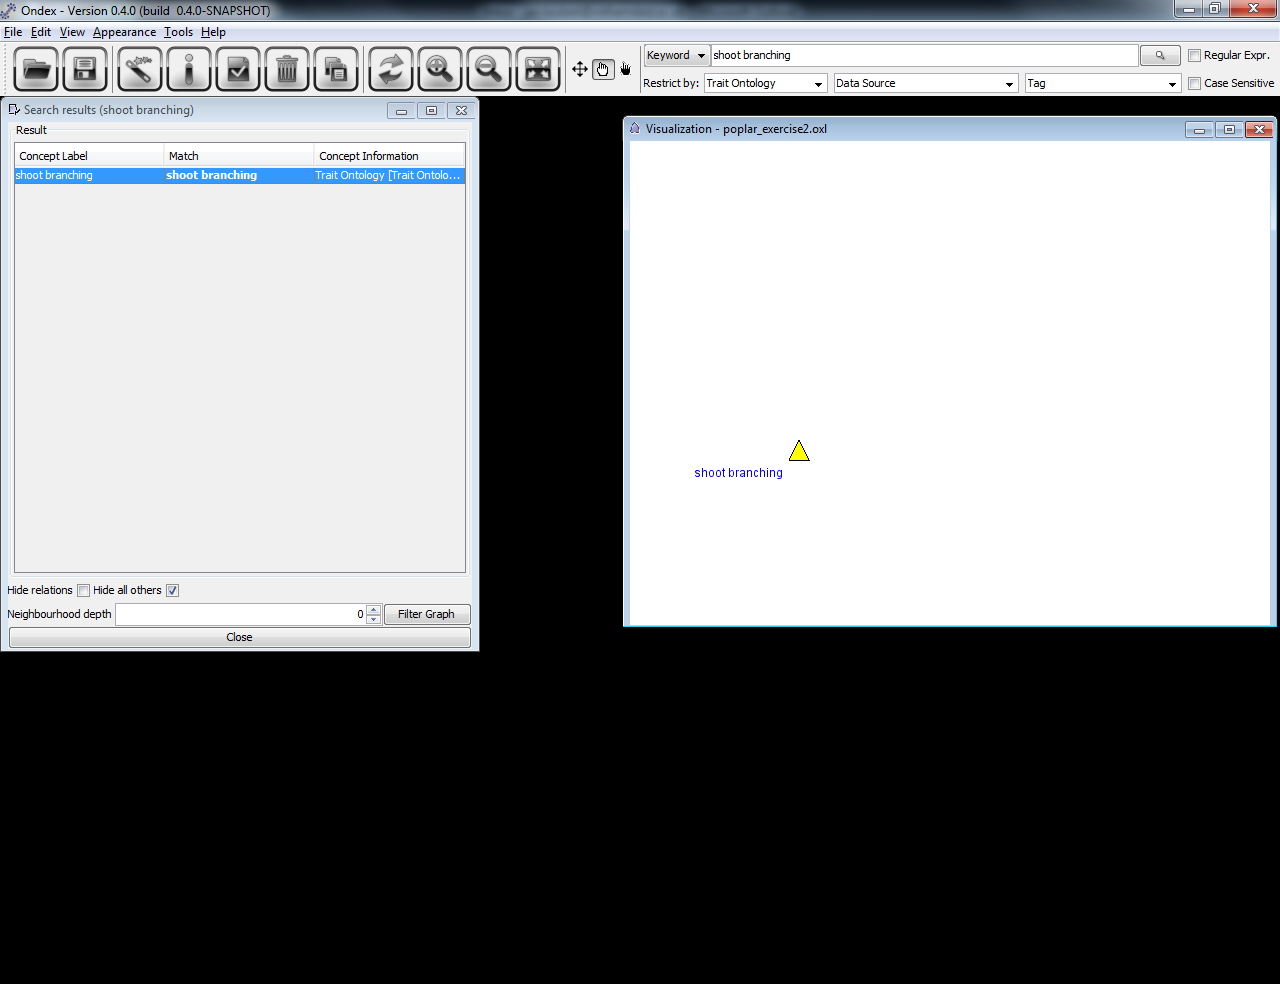 Ondex - Version 0.4.0 (build  0.4.0-SNAPSHOT)
File Edit View Appearance Tools Help
Keyword shoot branching Regular Expr.
Restrict by: Trait Ontology Data Source Tag Case Sensitive
Search results (shoot branching)
Result
Concept Label Match Concept Information
shoot branching shoot branching Trait Ontology [Trait Ontolo...
Hide relations Hide all others
Neighbourhood depth 0 Filter Graph
Close
Visualization - poplar_exercise2.oxl
shoot branching